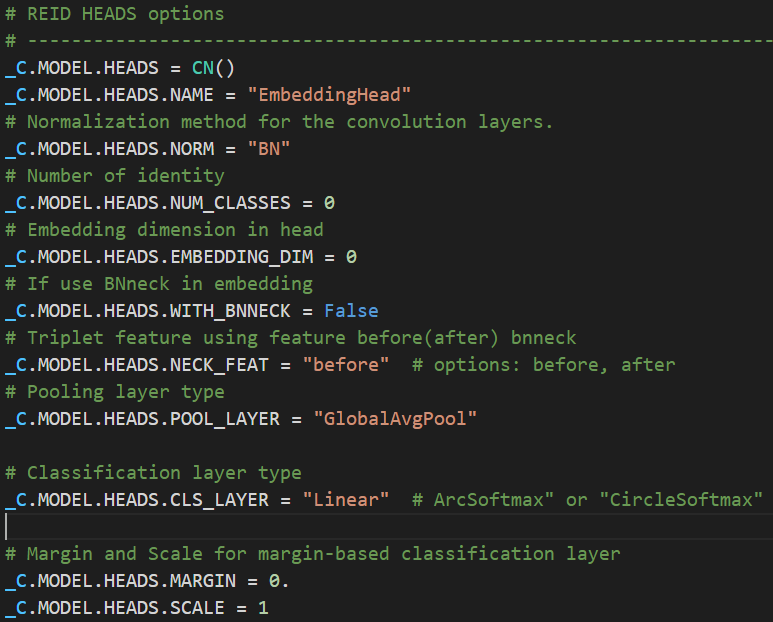 # REID HEADS options
# --------------------------------------------------------------------
_C.MODEL.HEADS = CN()
_C.MODEL.HEADS.NAME = "EmbeddingHead"
# Normalization method for the convolution layers.
_C.MODEL.HEADS.NORM = "BN"
# Number of identity
_C.MODEL.HEADS.NUM_CLASSES = 0
# Embedding dimension in head
_C.MODEL.HEADS.EMBEDDING_DIM = 0
# If use BNneck in embedding
_C.MODEL.HEADS.WITH_BNNECK = False
# Triplet feature using feature before(after) bnneck
_C.MODEL.HEADS.NECK_FEAT = "before"  # options: before, after
# Pooling layer type
_C.MODEL.HEADS.POOL_LAYER = "GlobalAvgPool"
# Classification layer type
_C.MODEL.HEADS.CLS_LAYER = "Linear"  # ArcSoftmax" or "CircleSoftmax"
# Margin and Scale for margin-based classification layer
_C.MODEL.HEADS.MARGIN = 0.
_C.MODEL.HEADS.SCALE = 1